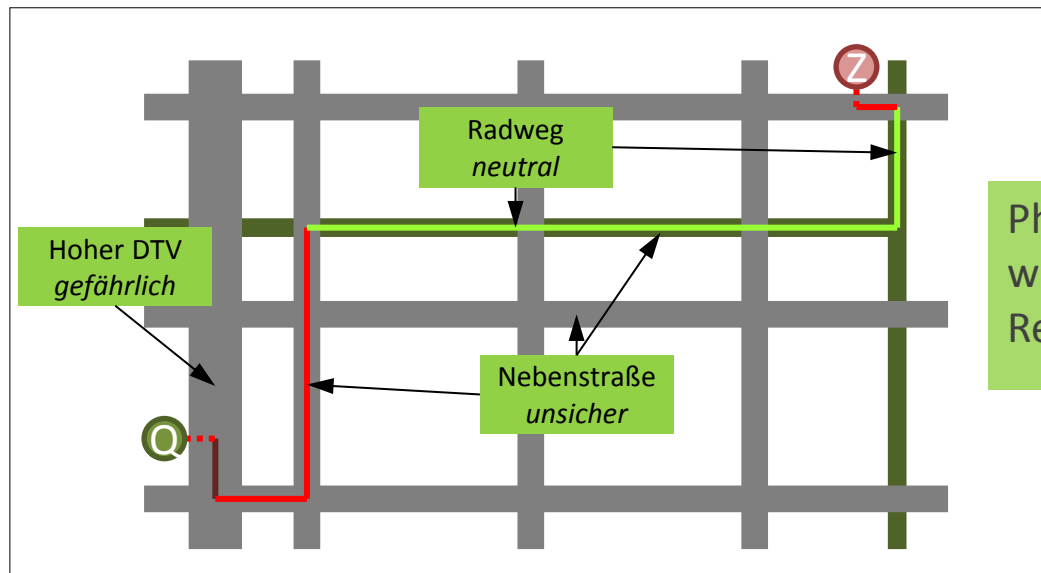 Z
Radweg
neutral
Hoher DTV
gefährlich
Nebenstraße
unsicher
Q